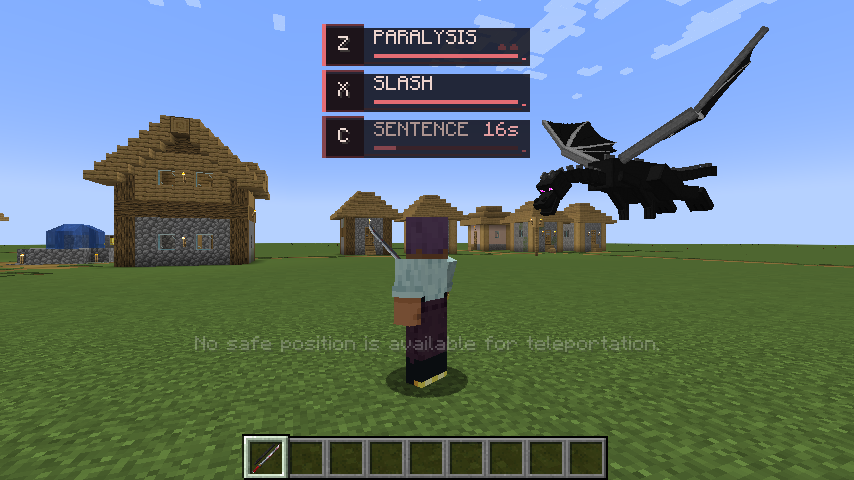 Z PARALYSIS
X SLASH
C SENTENCE 16s
No safe position is available for teleportation.